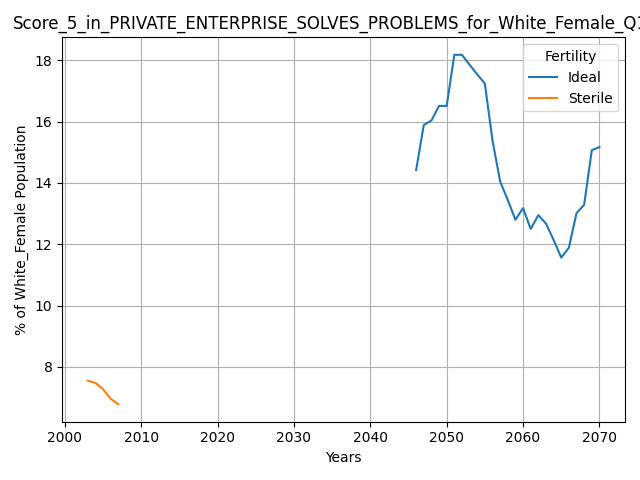 Score_5_in_PRIVATE_ENTERPRISE_SOLVES_PROBLEMS_for_White_Female_Q1
% of White_Female Population
18
16
14
12
10
8
Fertility
Ideal
Sterile
2000 2010 2020 2030 2040 2050 2060 2070
Years